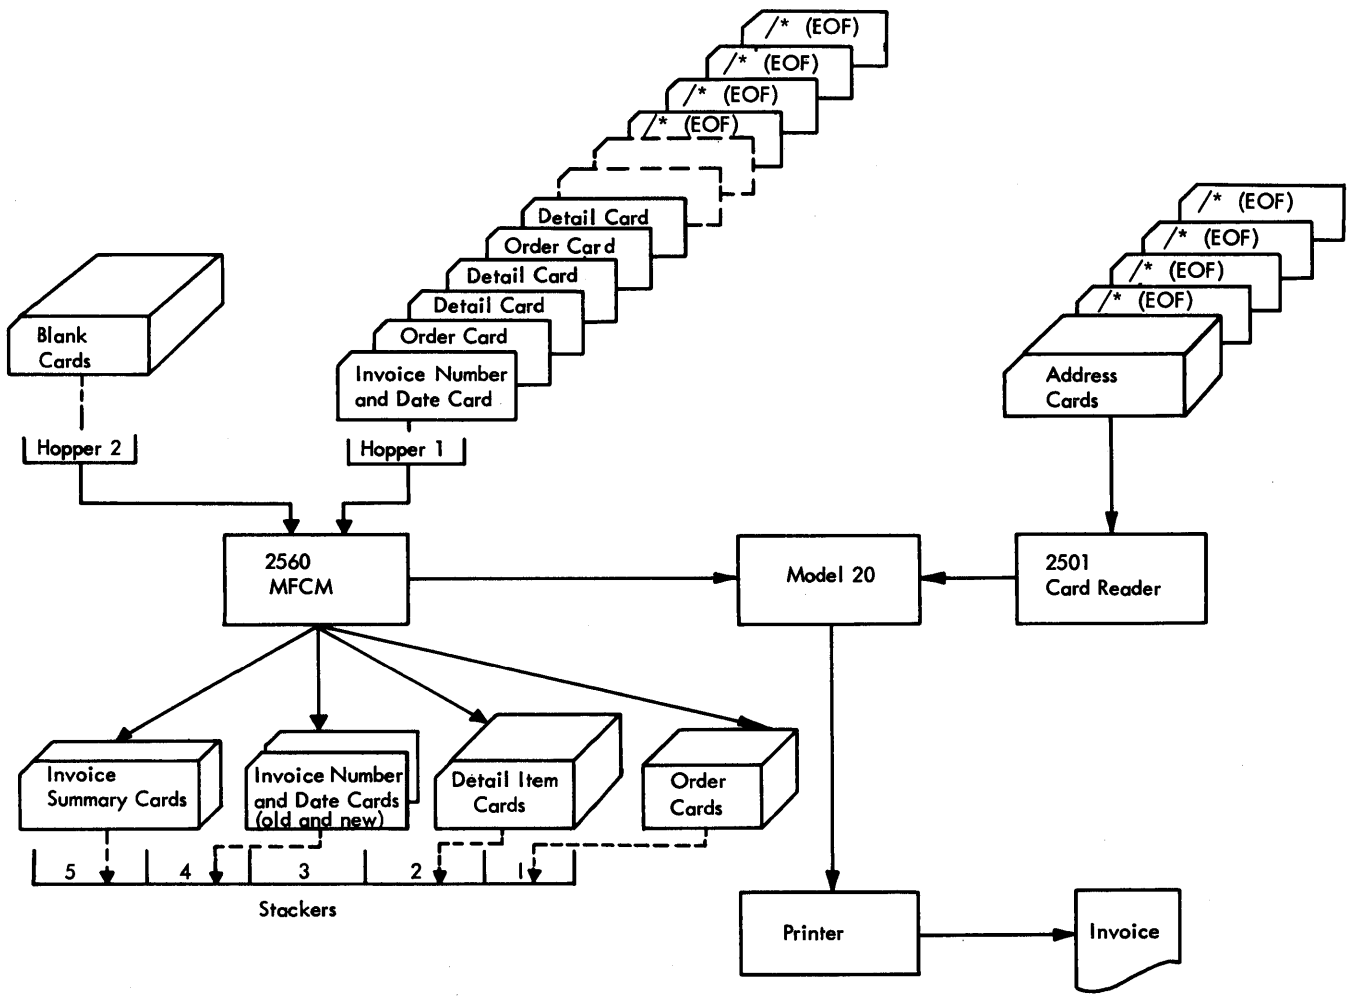 /* (EOF)
/* (EOF)
/* (EOF)
/* (EOF)
Detail Card
Order Card
Detail Card
Detail Card
Order Card
Invoice Number
and Date Card
Hopper 1
Blank
Cards
Hopper 2
/* (EOF)
/* (EOF)
/* (EOF)
/* (EOF)
Address
Cards
2560
MFCM
Model 20
2501
Card Reader
Invoice
Summary Cards
Invoice Number
and Date Cards
(old and new)
Detail Item
Cards
Order
Cards
5 4 3 2 1
Stackers
Printer
Invoice